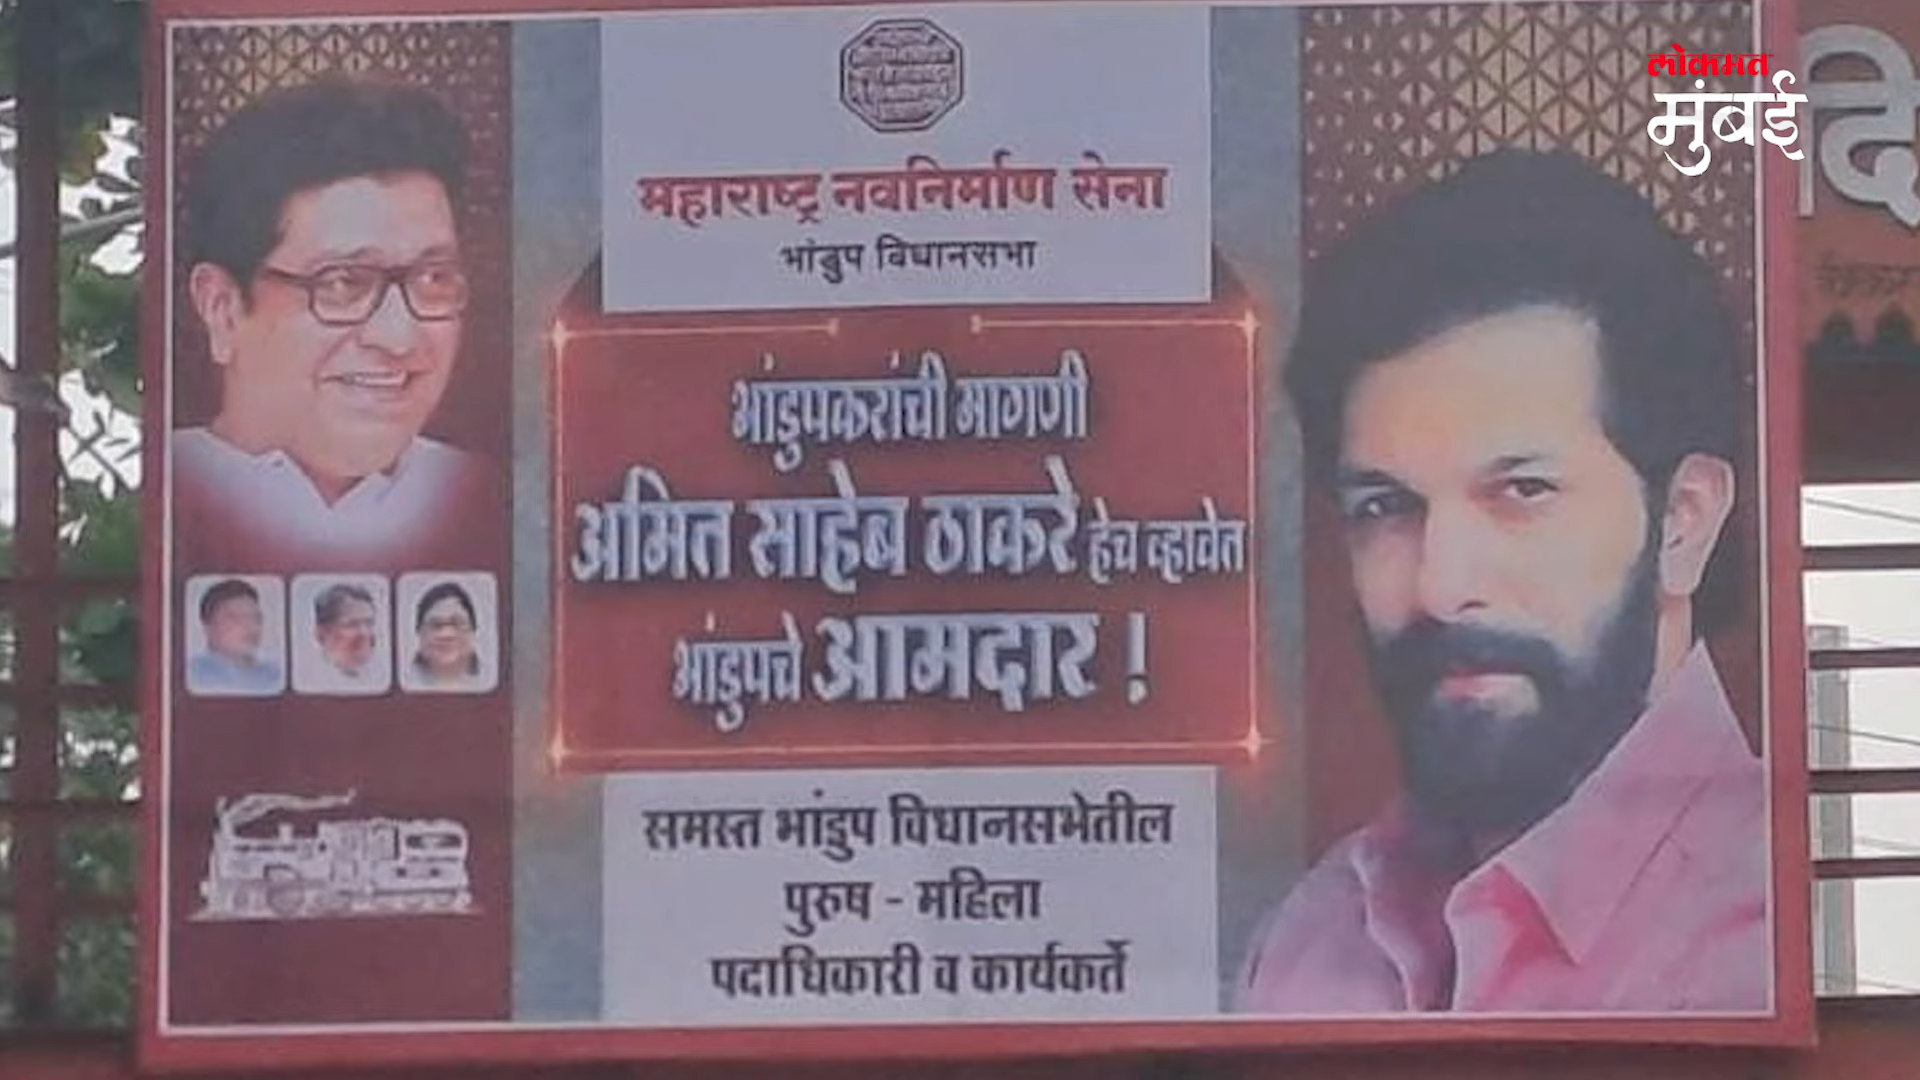 लोकमत
मुंबई
महाराष्ट्र नवनिर्माण सेना
भांडुप विधानसभा
भांडुपकरांची मागणी
अमित साहेब ठाकरे हेच व्हावेत
भांडुपचे आमदार !
समस्त भांडुप विधानसभेतील
पुरुष - महिला
पदाधिकारी व कार्यकर्ते